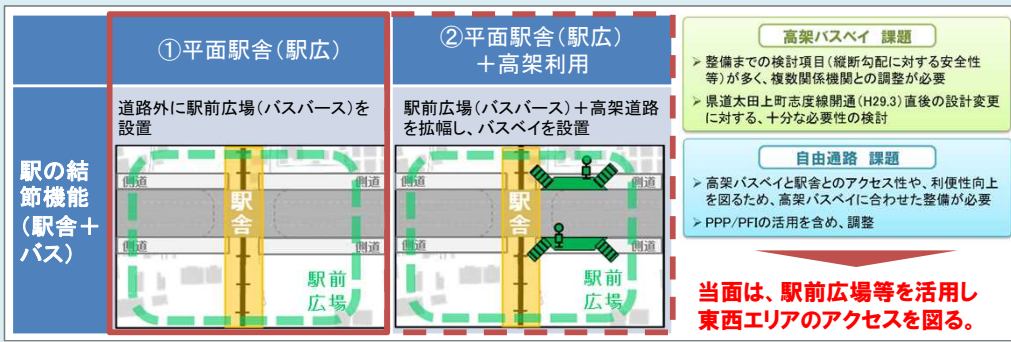 ①平面駅舎(駅広)
②平面駅舎(駅広)
+高架利用
駅の結
節機能
(駅舎+
バス)
道路外に駅前広場(バスバース)を
設置
側道
側道
駅舎
側道
側道
駅前
広場
駅前広場(バスバース)+高架道路
を拡幅し、バスベイを設置
側道
側道
駅舎
側道
側道
駅前
広場
高架バスベイ 課題
➢ 整備までの検討項目(縦断勾配に対する安全性
等)が多く、複数関係機関との調整が必要
➢ 県道太田上町志度線開通(H29.3)直後の設計変更
に対する、十分な必要性の検討
自由通路 課題
➢ 高架バスベイと駅舎とのアクセス性や、利便性向上
を図るため、高架バスベイに合わせた整備が必要
➢ PPP/PFIの活用を含め、調整
当面は、駅前広場等を活用し
東西エリアのアクセスを図る。